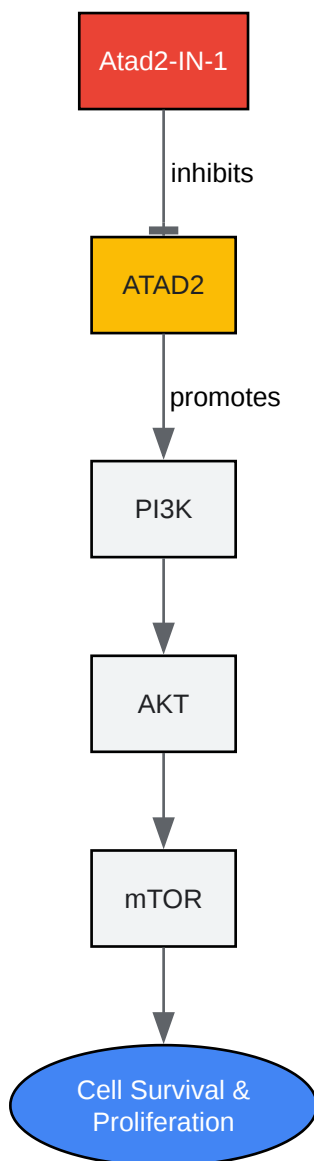 Atad2-IN-1
inhibits
ATAD2
promotes
PI3K
AKT
mTOR
Cell Survival &
Proliferation